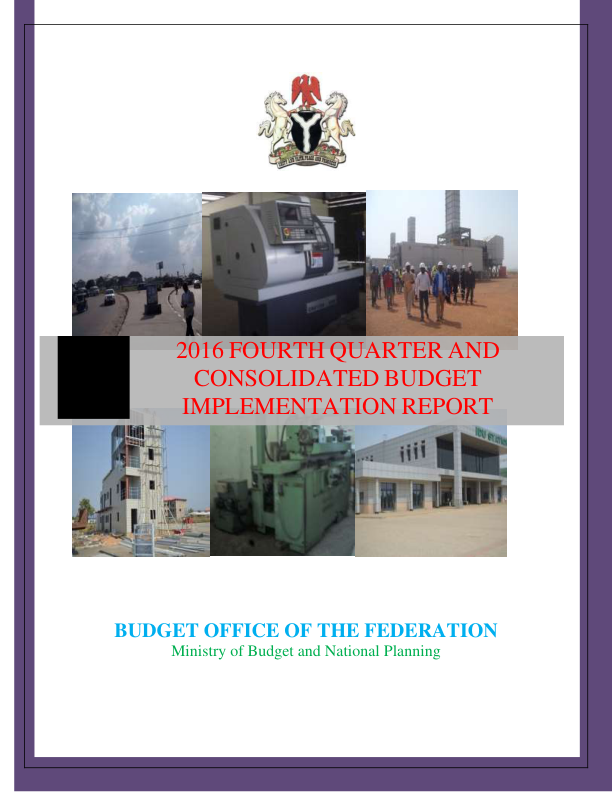 2016 FOURTH QUARTER AND
CONSOLIDATED BUDGET
IMPLEMENTATION REPORT
BUDGET OFFICE OF THE FEDERATION
Ministry of Budget and National Planning